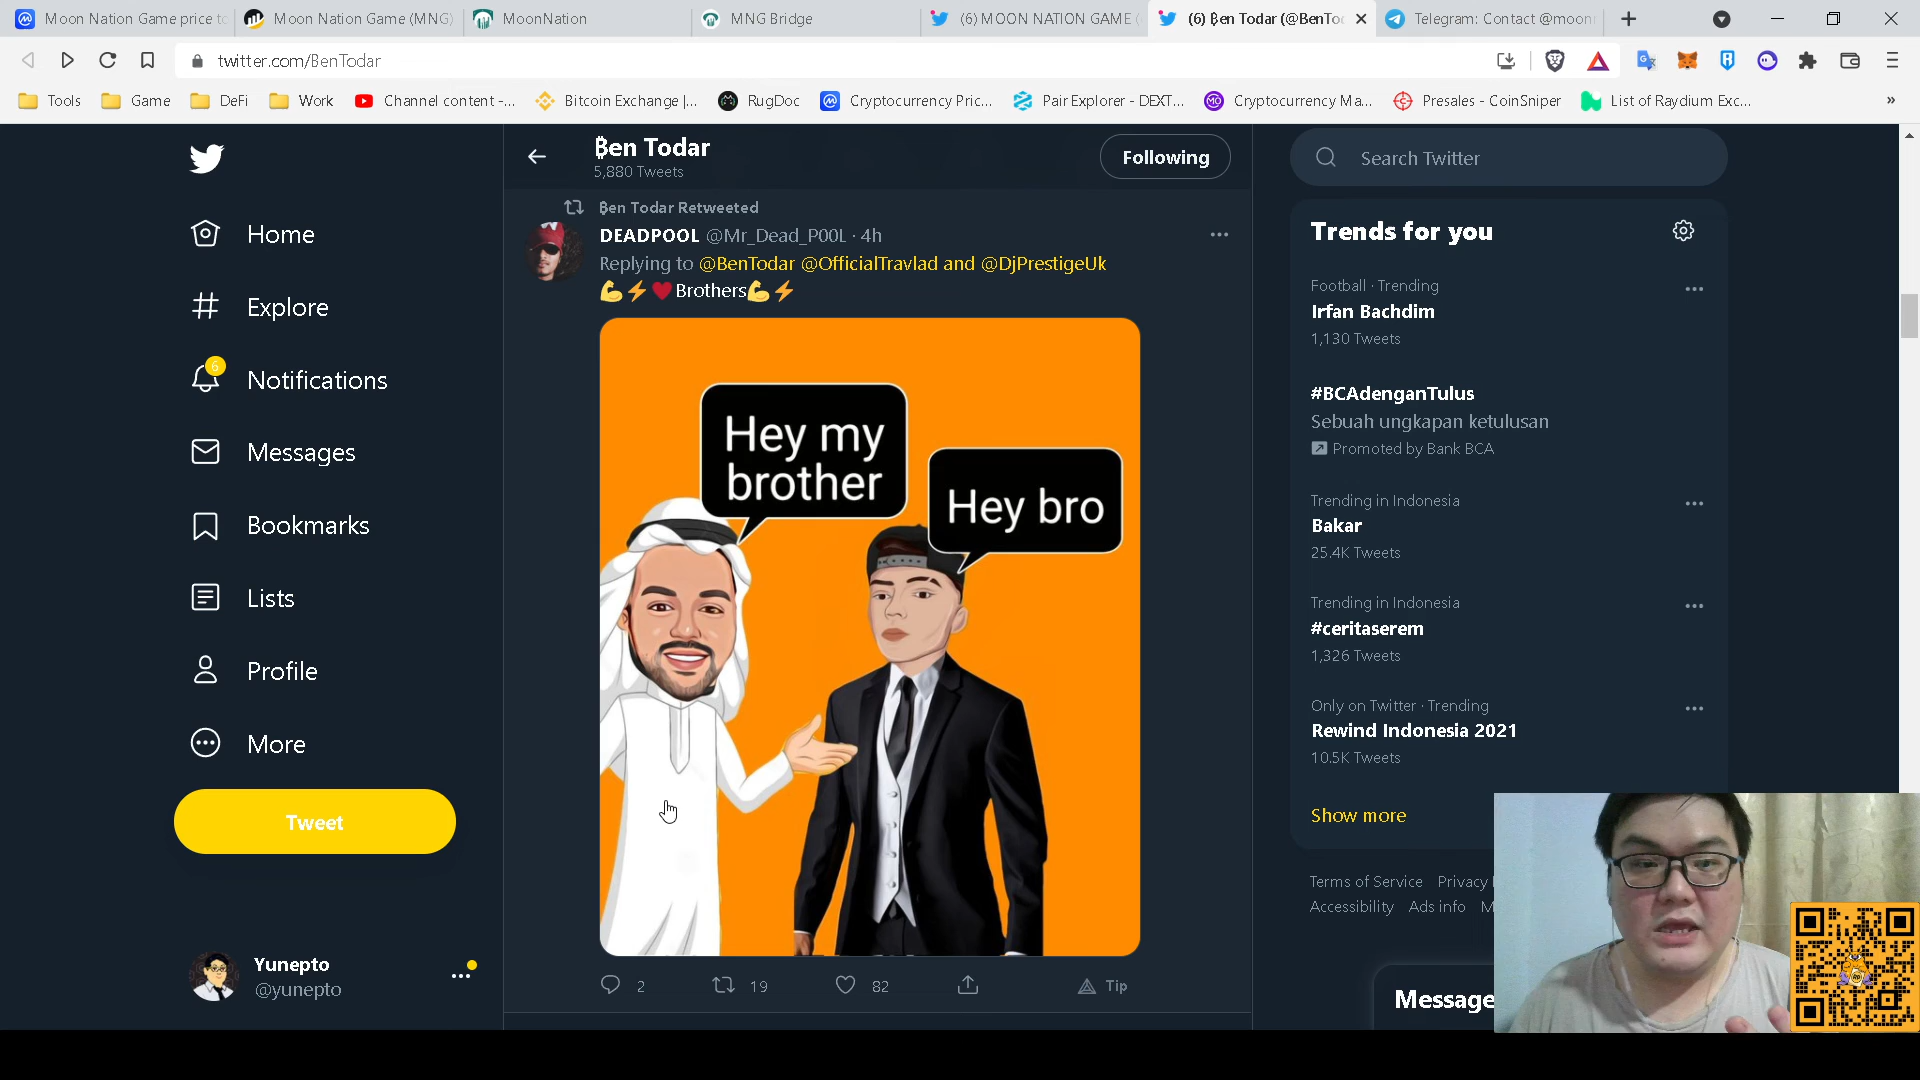 Moon Nation Game price to
Moon Nation Game (MNG)
MoonNation
MNG Bridge
(6) MOON NATION GAME (
(6) ₿en Todar (@BenTo
Telegram: Contact @moonr
twitter.com/BenTodar
Tools
Game
DeFi
Work
Channel content -...
Bitcoin Exchange |...
RugDoc
Cryptocurrency Pric...
Pair Explorer - DEXT...
Cryptocurrency Ma...
Presales - CoinSniper
List of Raydium Exc...
»
Home
Explore
6
Notifications
Messages
Bookmarks
Lists
Profile
More
Tweet
Yunepto
@yunepto
₿en Todar
5,880 Tweets
Following
₿en Todar Retweeted
DEADPOOL @Mr_Dead_P00L · 4h
Replying to @BenTodar @OfficialTravlad and @DjPrestigeUk
💪⚡❤Brothers💪⚡
Hey my
brother
Hey bro
2
19
82
Tip
Search Twitter
Trends for you
Football · Trending
Irfan Bachdim
1,130 Tweets
#BCAdenganTulus
Sebuah ungkapan ketulusan
Promoted by Bank BCA
Trending in Indonesia
Bakar
25.4K Tweets
Trending in Indonesia
#ceritaserem
1,326 Tweets
Only on Twitter · Trending
Rewind Indonesia 2021
10.5K Tweets
Show more
Terms of Service Privacy
Accessibility Ads info M
Message